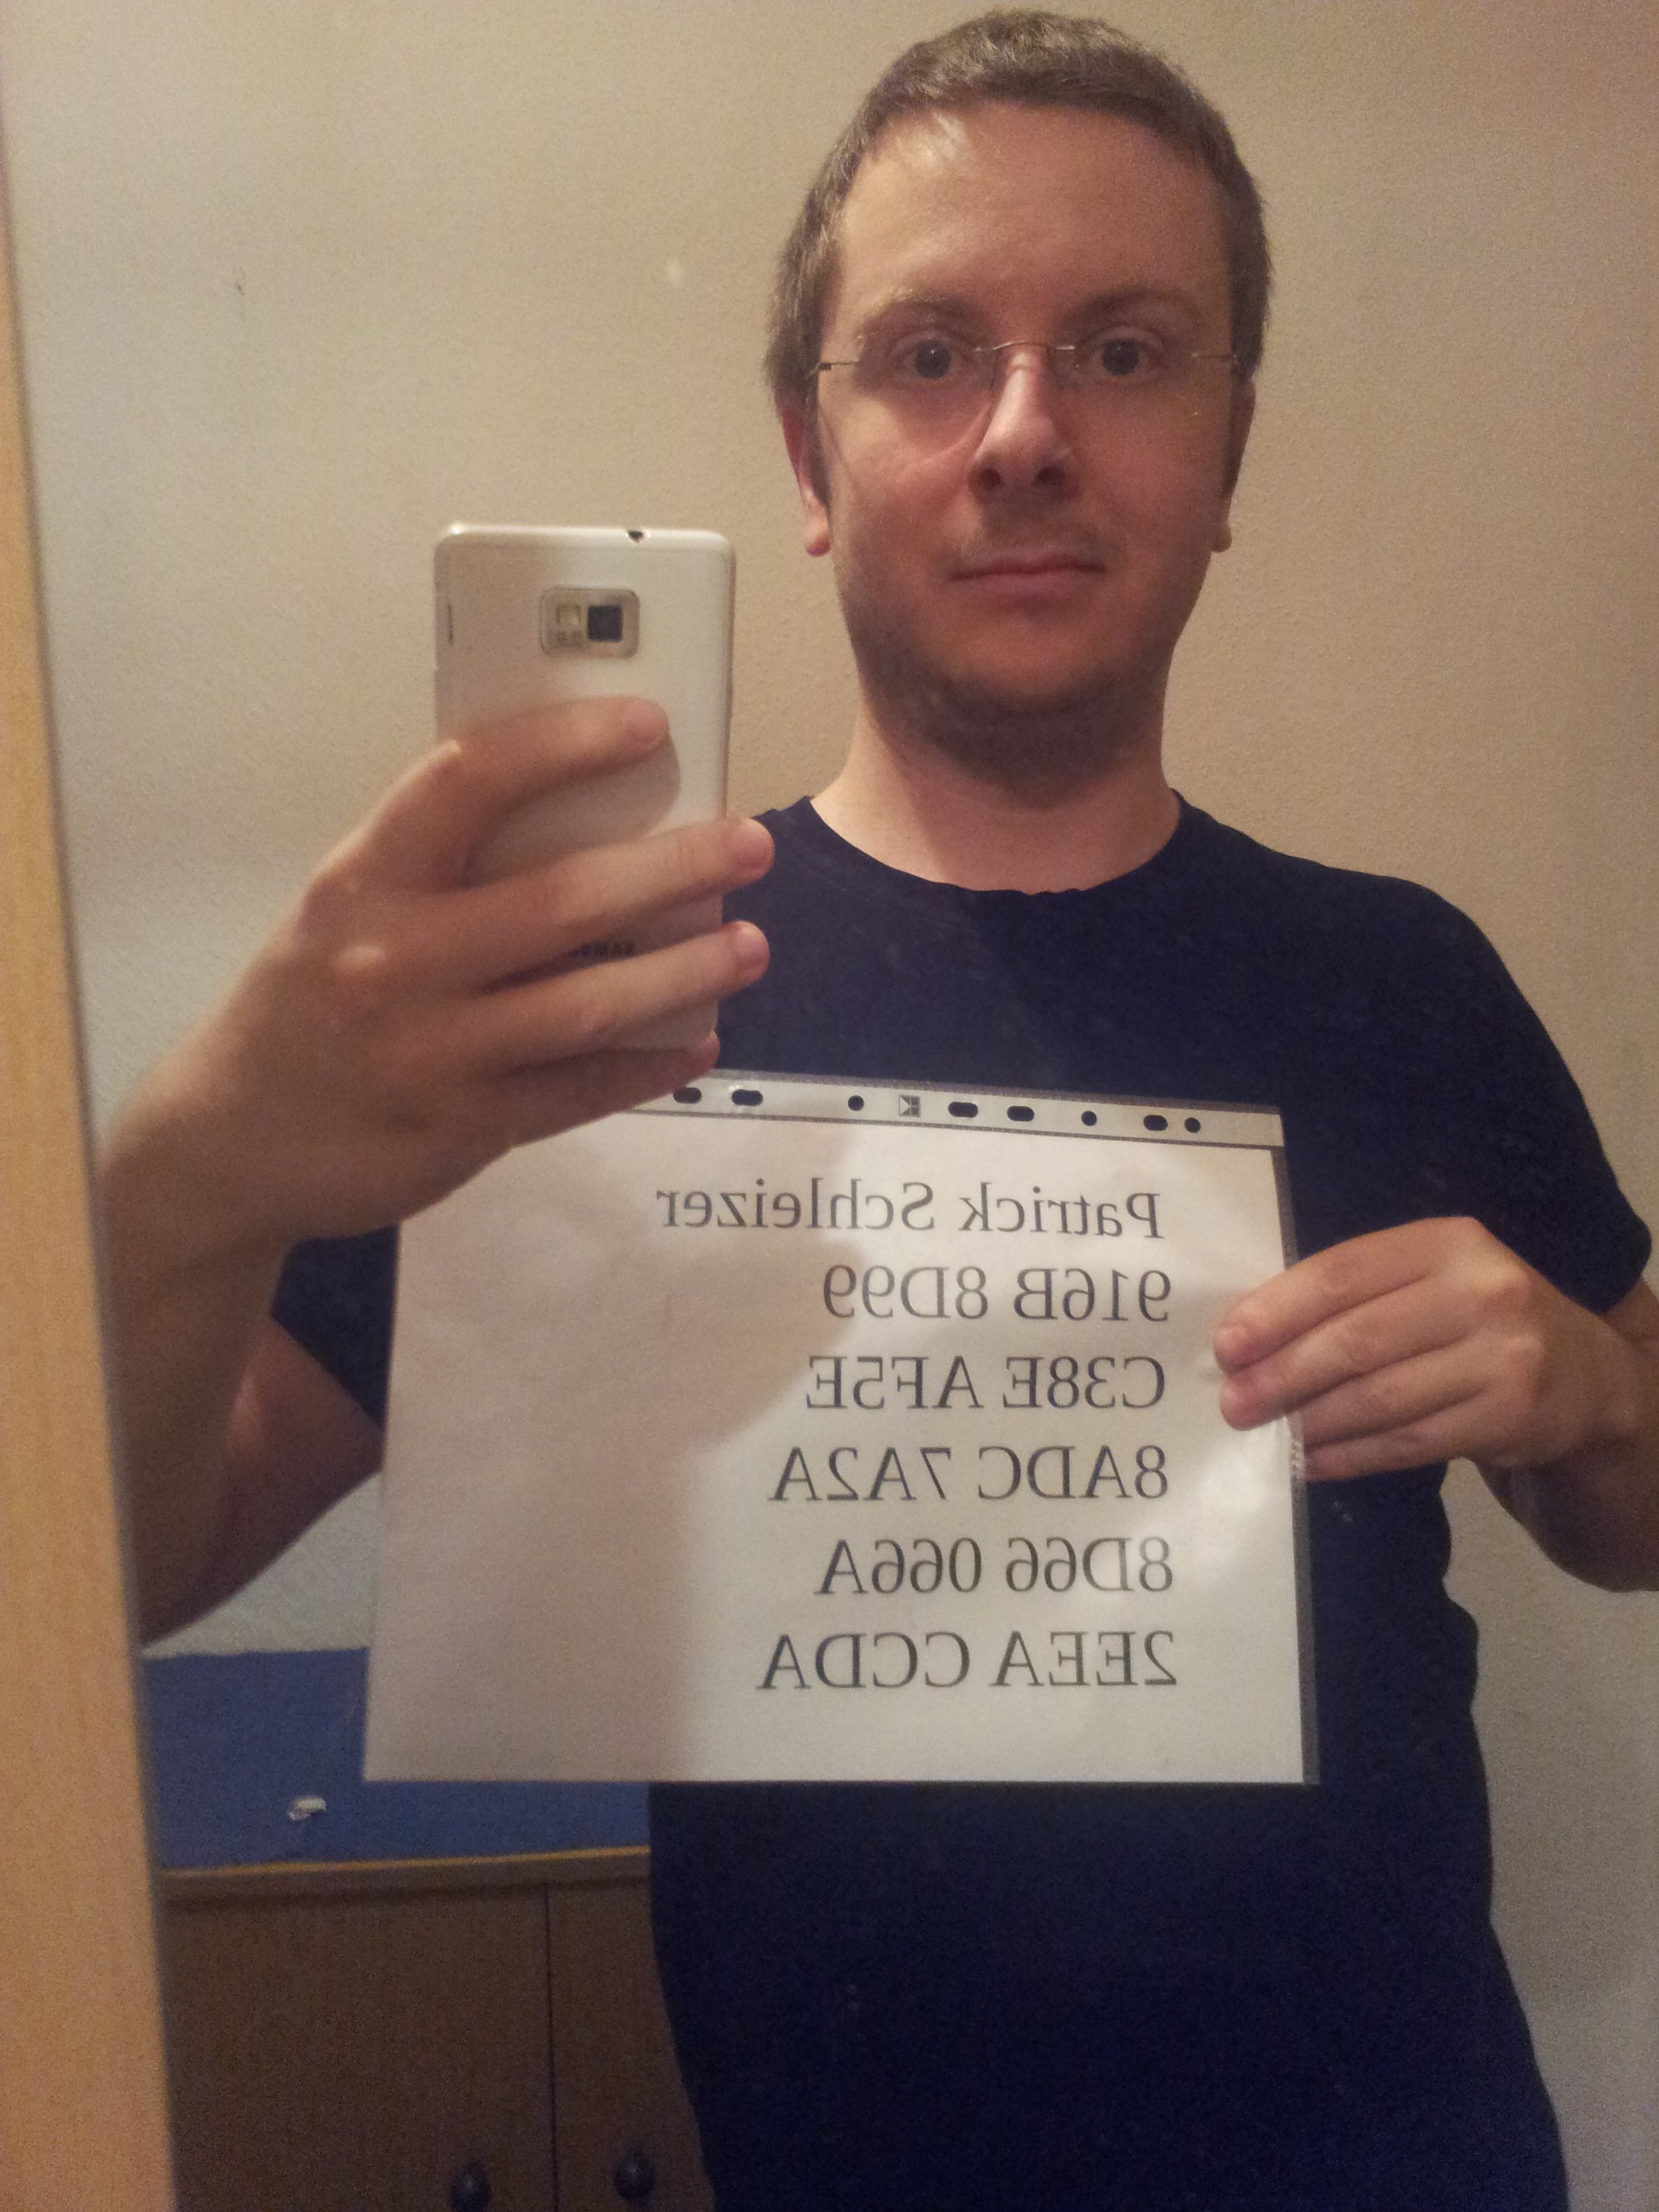 Patrick Schleizer
916B 8D99
C38E AF5E
8ADC 7A2A
8D66 066A
2EEA CCDA